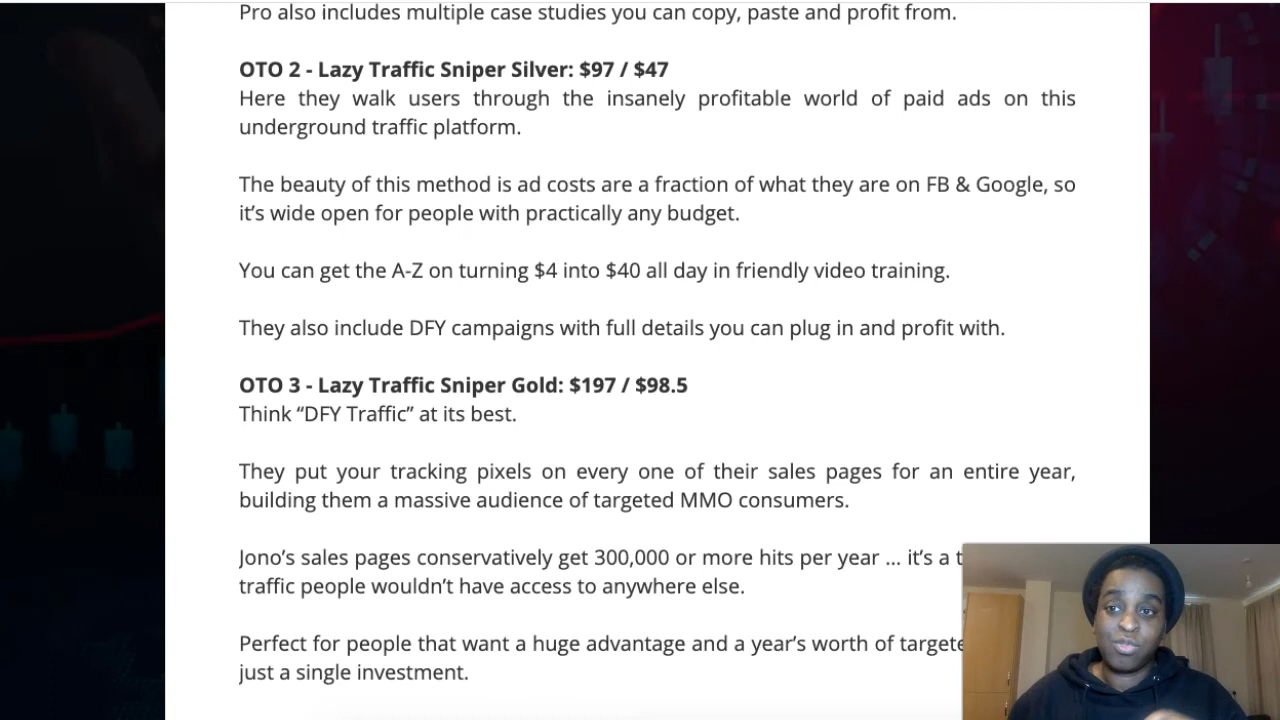 Pro also includes multiple case studies you can copy, paste and profit from.
OTO 2 - Lazy Traffic Sniper Silver: $97 / $47
Here they walk users through the insanely profitable world of paid ads on this
underground traffic platform.
The beauty of this method is ad costs are a fraction of what they are on FB & Google, so
it’s wide open for people with practically any budget.
You can get the A-Z on turning $4 into $40 all day in friendly video training.
They also include DFY campaigns with full details you can plug in and profit with.
OTO 3 - Lazy Traffic Sniper Gold: $197 / $98.5
Think “DFY Traffic” at its best.
They put your tracking pixels on every one of their sales pages for an entire year,
building them a massive audience of targeted MMO consumers.
Jono’s sales pages conservatively get 300,000 or more hits per year ... it’s a
traffic people wouldn’t have access to anywhere else.
Perfect for people that want a huge advantage and a year’s worth of
just a single investment.